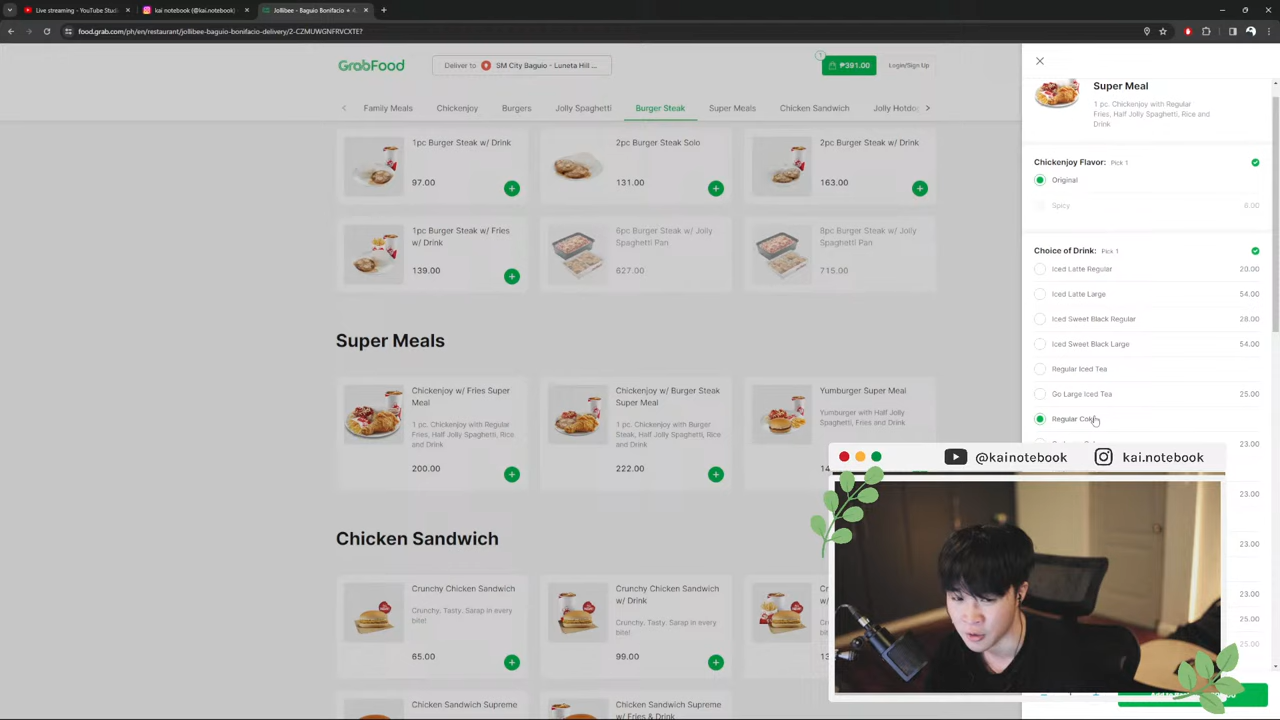 Live streaming - YouTube Studi
kai notebook (@kai.notebook)
Jollibee - Baguio Bonifacio
food.grab.com/ph/en/restaurant/jollibee-baguio-bonifacio-delivery/2-CZMUWGNFRVCXTE?
GrabFood
Deliver to
SM City Baguio - Luneta Hill ...
1
₱391.00
Login/Sign Up
Family Meals
Chickenjoy
Burgers
Jolly Spaghetti
Burger Steak
Super Meals
Chicken Sandwich
Jolly Hotdo
1pc Burger Steak w/ Drink
97.00
2pc Burger Steak Solo
131.00
2pc Burger Steak w/ Drink
163.00
1pc Burger Steak w/ Fries
w/ Drink
139.00
6pc Burger Steak w/ Jolly
Spaghetti Pan
627.00
8pc Burger Steak w/ Jolly
Spaghetti Pan
715.00
Super Meals
Chickenjoy w/ Fries Super
Meal
1 pc. Chickenjoy with Regular
Fries, Half Jolly Spaghetti, Rice
and Drink
200.00
Chickenjoy w/ Burger Steak
Super Meal
1 pc. Chickenjoy with Burger
Steak, Half Jolly Spaghetti, Rice
and Drink
222.00
Yumburger Super Meal
Yumburger with Half Jolly
Spaghetti, Fries and Drink
Chicken Sandwich
Crunchy Chicken Sandwich
Crunchy. Tasty. Sarap in every
bite!
65.00
Crunchy Chicken Sandwich
w/ Drink
Crunchy. Tasty. Sarap in every
bite!
99.00
Crunchy Chicken Sandwich Supreme
Crunchy Chicken Sandwich
w/ Fries & Drink
Super Meal
1 pc. Chickenjoy with Regular
Fries, Half Jolly Spaghetti, Rice and
Drink
Chickenjoy Flavor: Pick 1
Original
Spicy 6.00
Choice of Drink: Pick 1
Iced Latte Regular 20.00
Iced Latte Large 54.00
Iced Sweet Black Regular 28.00
Iced Sweet Black Large 54.00
Regular Iced Tea
Go Large Iced Tea 25.00
Regular Coke
23.00
23.00
23.00
23.00
25.00
25.00
@kainotebook
kai.notebook